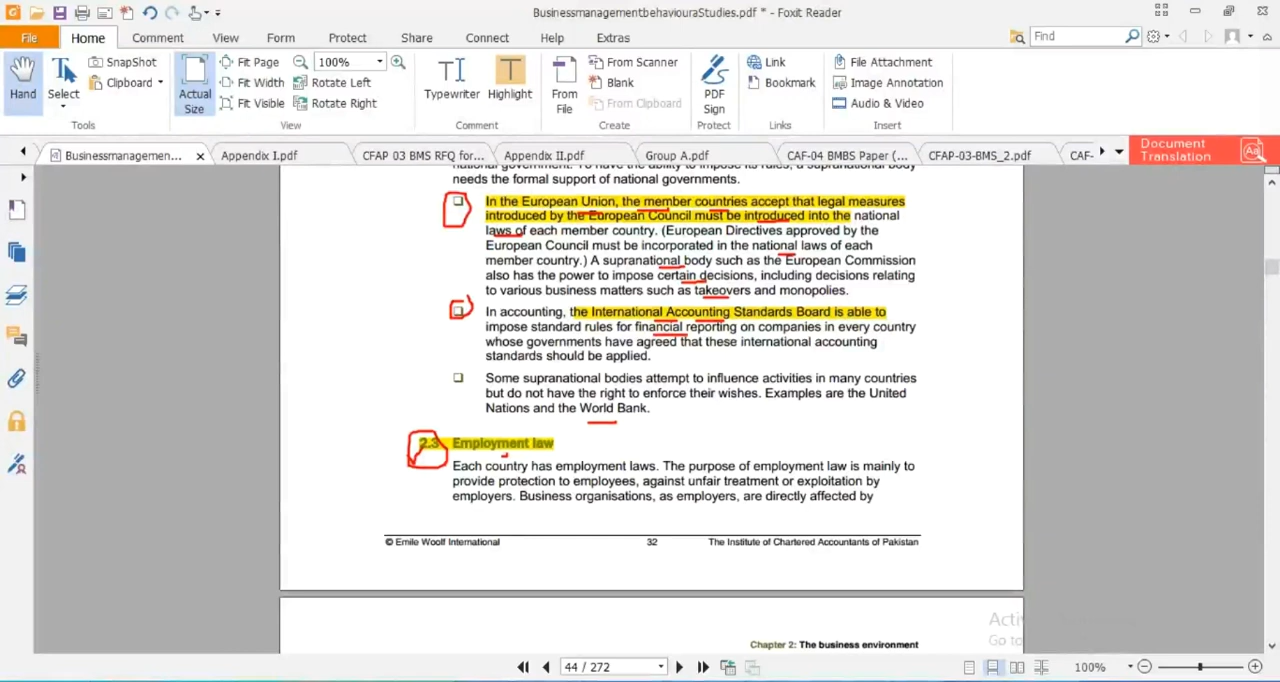 BusinessmanagementbehaviouraStudies.pdf * - Foxit Reader
File Home Comment View Form Protect Share Connect Help Extras Find
Hand Select SnapShot Clipboard Actual Size Fit Page Fit Width Fit Visible 100% Rotate Left Rotate Right Typewriter Highlight From File From Scanner Blank From Clipboard PDF Sign Link Bookmark File Attachment Image Annotation Audio & Video
Tools View Comment Create Protect Links Insert
Businessmanagemen... Appendix I.pdf CFAP 03 BMS RFQ for... Appendix II.pdf Group A.pdf CAF-04 BMBS Paper (... CFAP-03-BMS_2.pdf CAF- Document Translation
national government. To have the ability to impose its rules, a supranational body
needs the formal support of national governments.
In the European Union, the member countries accept that legal measures
introduced by the European Council must be introduced into the national
laws of each member country. (European Directives approved by the
European Council must be incorporated in the national laws of each
member country.) A supranational body such as the European Commission
also has the power to impose certain decisions, including decisions relating
to various business matters such as takeovers and monopolies.
In accounting, the International Accounting Standards Board is able to
impose standard rules for financial reporting on companies in every country
whose governments have agreed that these international accounting
standards should be applied.
Some supranational bodies attempt to influence activities in many countries
but do not have the right to enforce their wishes. Examples are the United
Nations and the World Bank.
2.3 Employment law
Each country has employment laws. The purpose of employment law is mainly to
provide protection to employees, against unfair treatment or exploitation by
employers. Business organisations, as employers, are directly affected by
© Emile Woolf International 32 The Institute of Chartered Accountants of Pakistan
Chapter 2: The business environment
Go to
44 / 272 100%